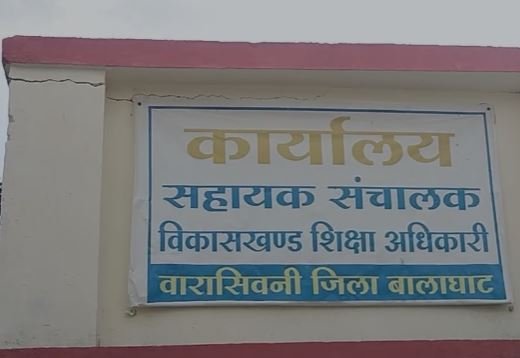 कार्यालय
सहायक संचालक
विकासखण्ड शिक्षा अधिकारी
वारासिवनी जिला बालाघाट